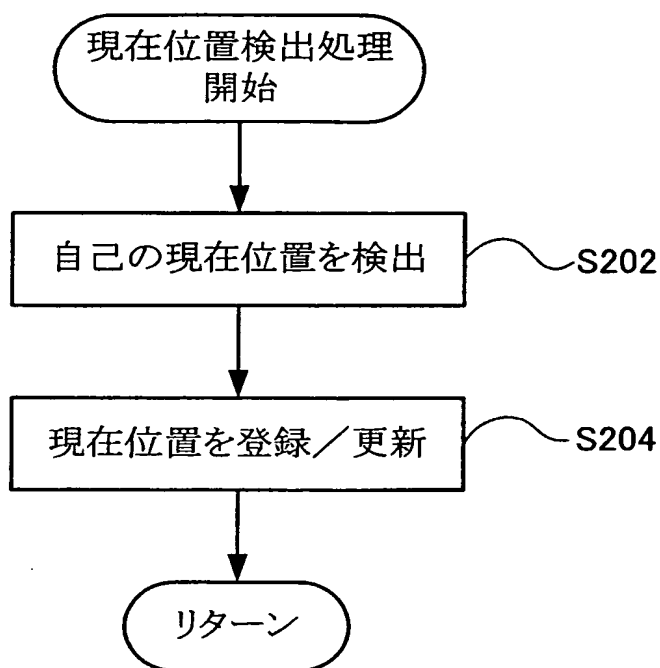 現在位置検出処理
開始
自己の現在位置を検出
S202
現在位置を登録／更新
S204
リターン